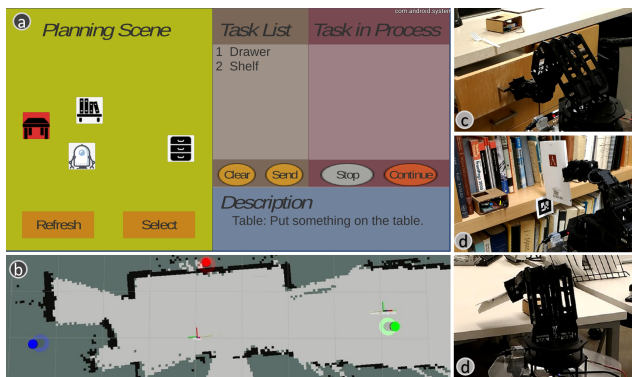 a
com.android.system
Planning Scene
Task List
Task in Process
1 Drawer
2 Shelf
Clear
Send
Stop
Continue
Description
Table: Put something on the table.
Refresh
Select
b
c
d
d